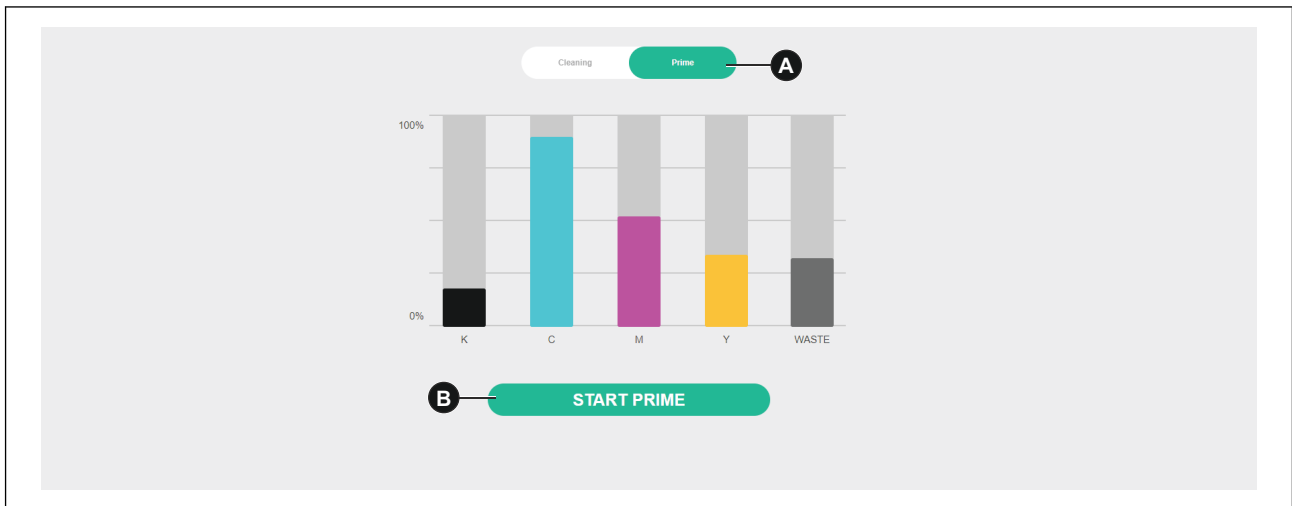 Cleaning Prime A
100%
0%
K C M Y WASTE
B START PRIME